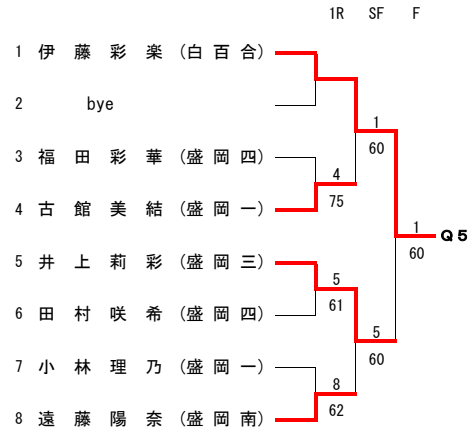 1R SF F
1 伊藤彩楽(白百合)
2 bye
1
60
3 福田彩華(盛岡四)
4
75
4 古館美結(盛岡一)
1
60
Q5
5 井上莉彩(盛岡三)
5
61
6 田村咲希(盛岡四)
5
60
7 小林理乃(盛岡一)
8
62
8 遠藤陽奈(盛岡南)